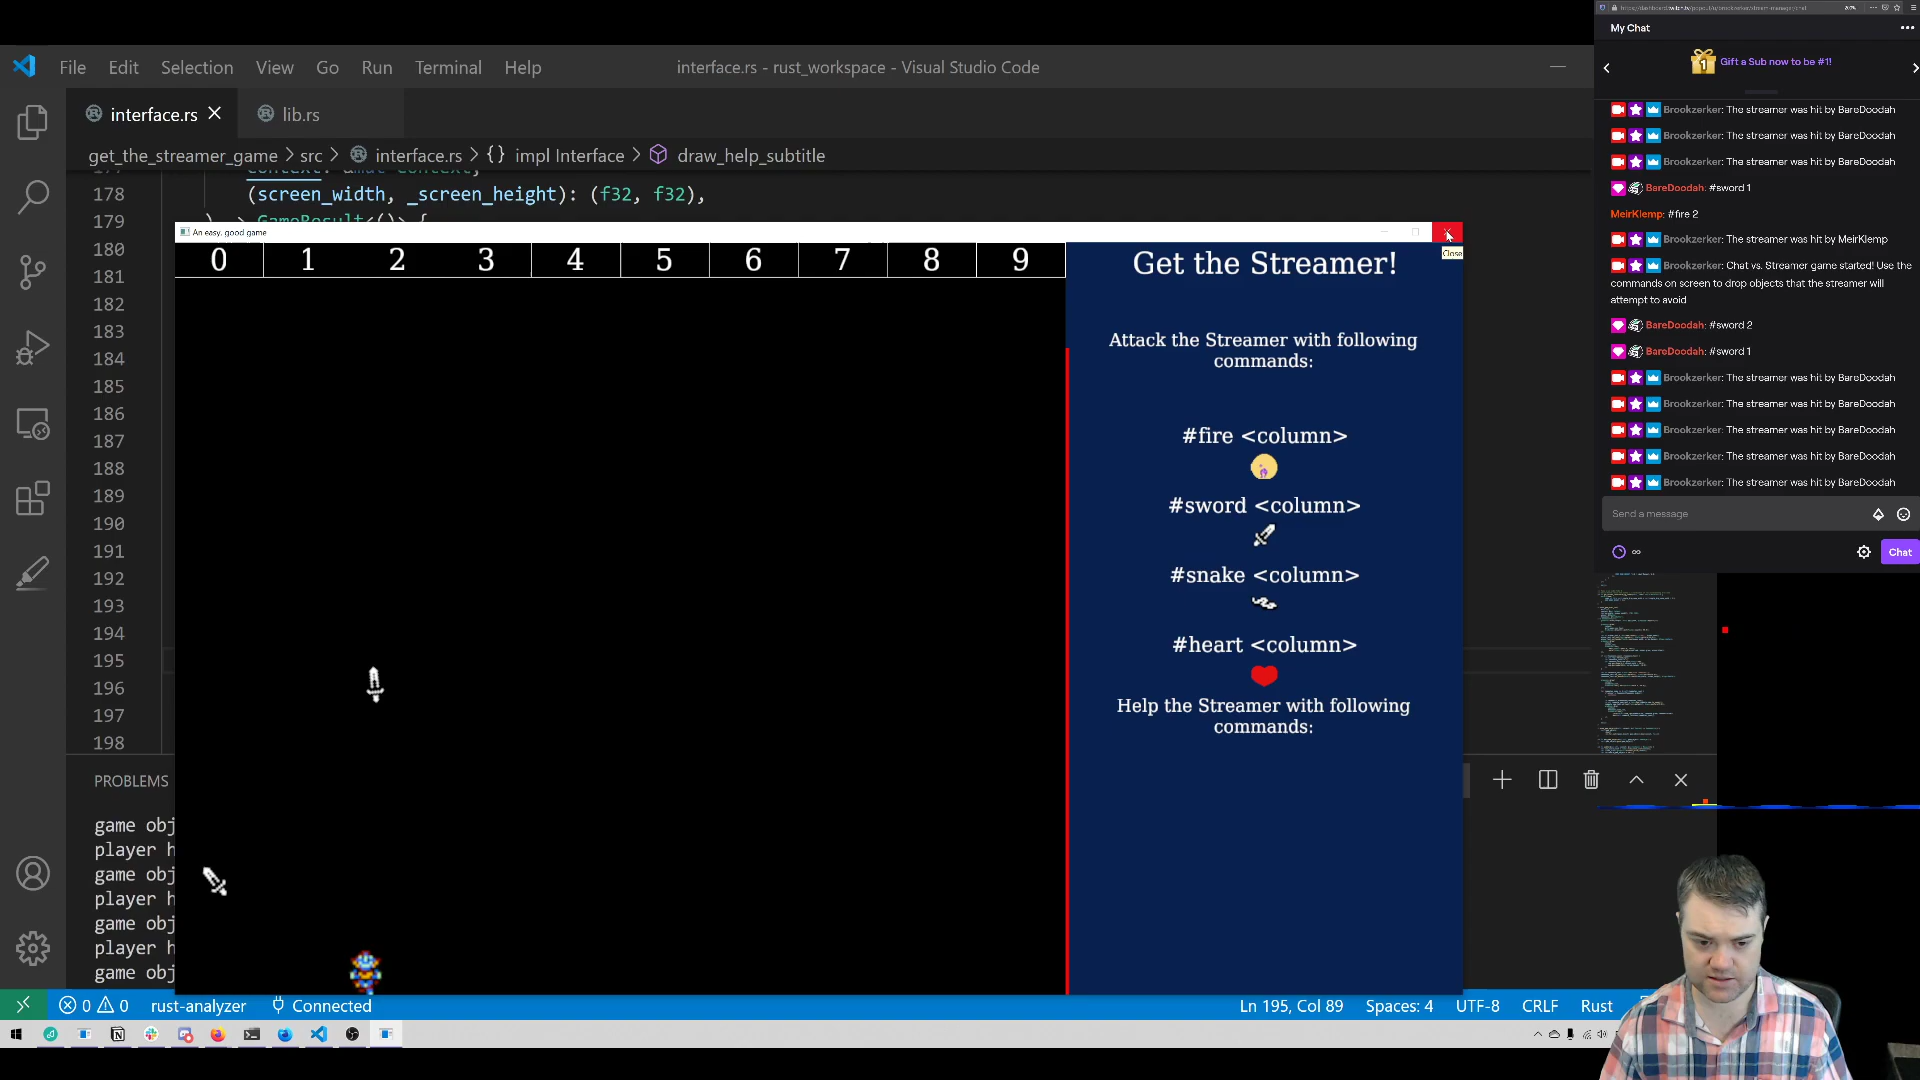 File Edit Selection View Go Run Terminal Help
interface.rs - rust_workspace - Visual Studio Code
interface.rs
lib.rs
get_the_streamer_game > src > interface.rs > {} impl Interface > draw_help_subtitle
178 (screen_width, _screen_height): (f32, f32),
179
180
181
182
183
184
185
186
187
188
189
190
191
192
193
194
195
196
197
198
An easy, good game
Close
0 1 2 3 4 5 6 7 8 9
Get the Streamer!
Attack the Streamer with following
commands:
#fire <column>
#sword <column>
#snake <column>
#heart <column>
Help the Streamer with following
commands:
PROBLEMS
game obj
player h
game obj
player h
game obj
player h
game obj
0 0 rust-analyzer Connected
Ln 195, Col 89 Spaces: 4 UTF-8 CRLF Rust
My Chat
1
Gift a Sub now to be #1!
Brookzerker: The streamer was hit by BareDoodah
Brookzerker: The streamer was hit by BareDoodah
Brookzerker: The streamer was hit by BareDoodah
BareDoodah: #sword 1
MeirKlemp: #fire 2
Brookzerker: The streamer was hit by MeirKlemp
Brookzerker: Chat vs. Streamer game started! Use the
commands on screen to drop objects that the streamer will
attempt to avoid
BareDoodah: #sword 2
BareDoodah: #sword 1
Brookzerker: The streamer was hit by BareDoodah
Brookzerker: The streamer was hit by BareDoodah
Brookzerker: The streamer was hit by BareDoodah
Brookzerker: The streamer was hit by BareDoodah
Brookzerker: The streamer was hit by BareDoodah
Send a message
∞
Chat